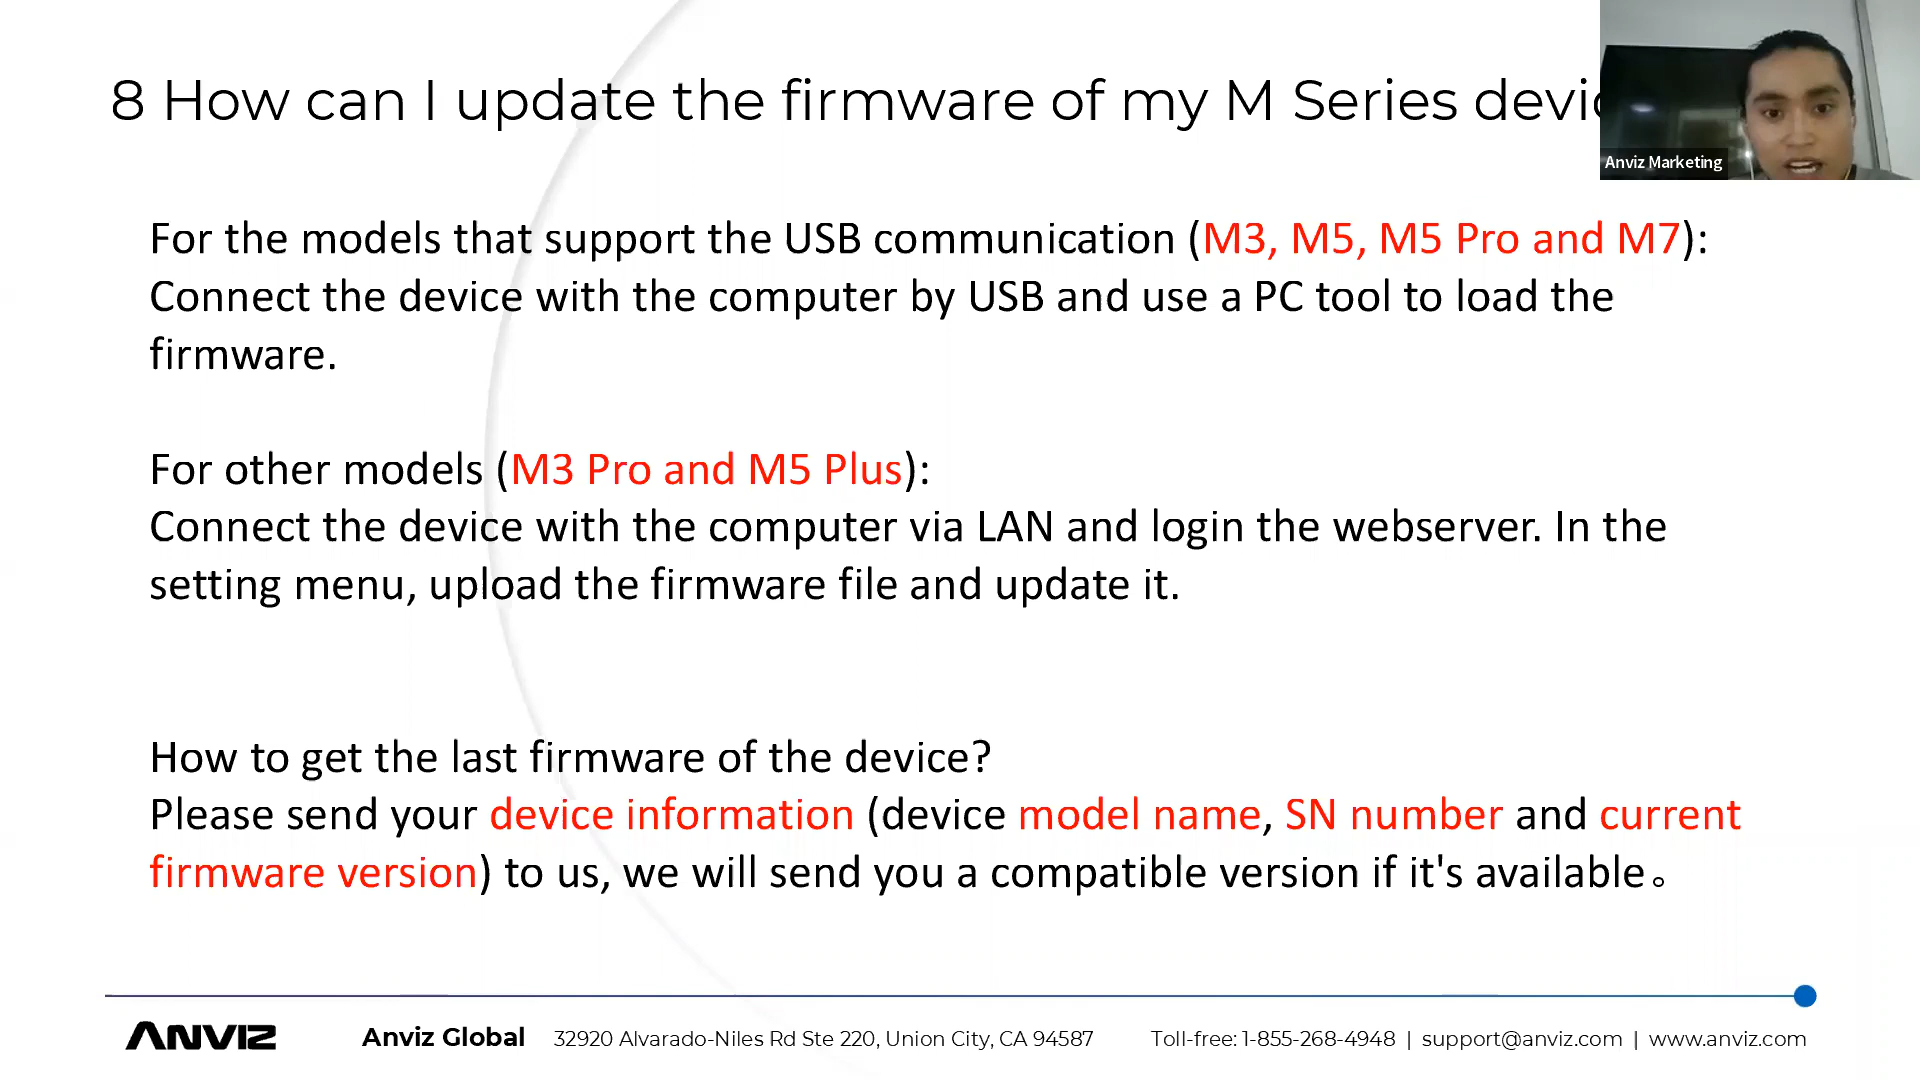 8 How can I update the firmware of my M Series
Anviz Marketing
For the models that support the USB communication (M3, M5, M5 Pro and M7):
Connect the device with the computer by USB and use a PC tool to load the
firmware.
For other models (M3 Pro and M5 Plus):
Connect the device with the computer via LAN and login the webserver. In the
setting menu, upload the firmware file and update it.
How to get the last firmware of the device?
Please send your device information (device model name, SN number and current
firmware version) to us, we will send you a compatible version if it's available。
ANVIZ Anviz Global 32920 Alvarado-Niles Rd Ste 220, Union City, CA 94587 Toll-free: 1-855-268-4948 | support@anviz.com | www.anviz.com